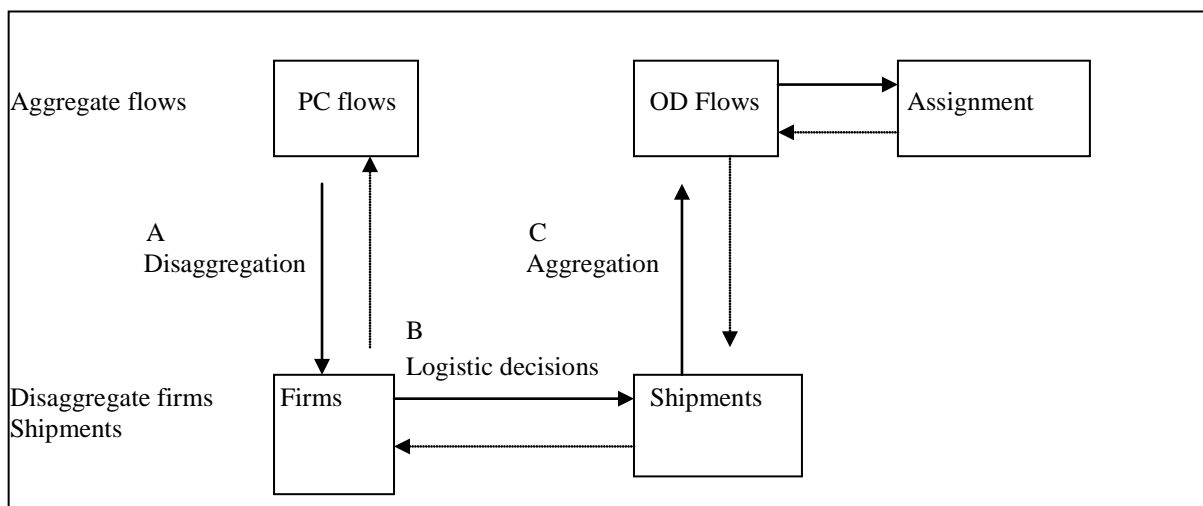 Aggregate flows
PC flows
OD Flows
Assignment
A
Disaggregation
C
Aggregation
B
Logistic decisions
Disaggregate firms
Shipments
Firms
Shipments